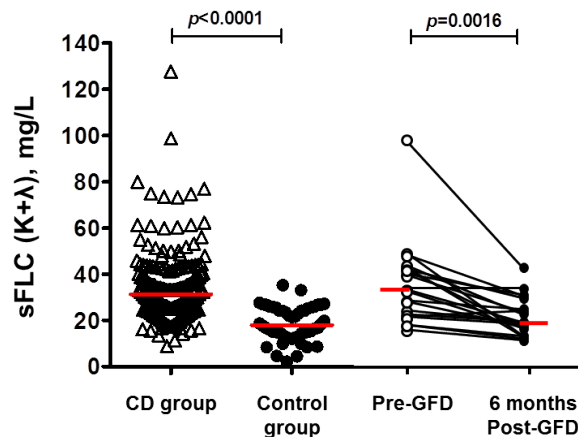 p<0.0001
p=0.0016
sFLC (K+λ), mg/L
140
120
100
80
60
40
20
0
CD group
Control
group
Pre-GFD
6 months
Post-GFD